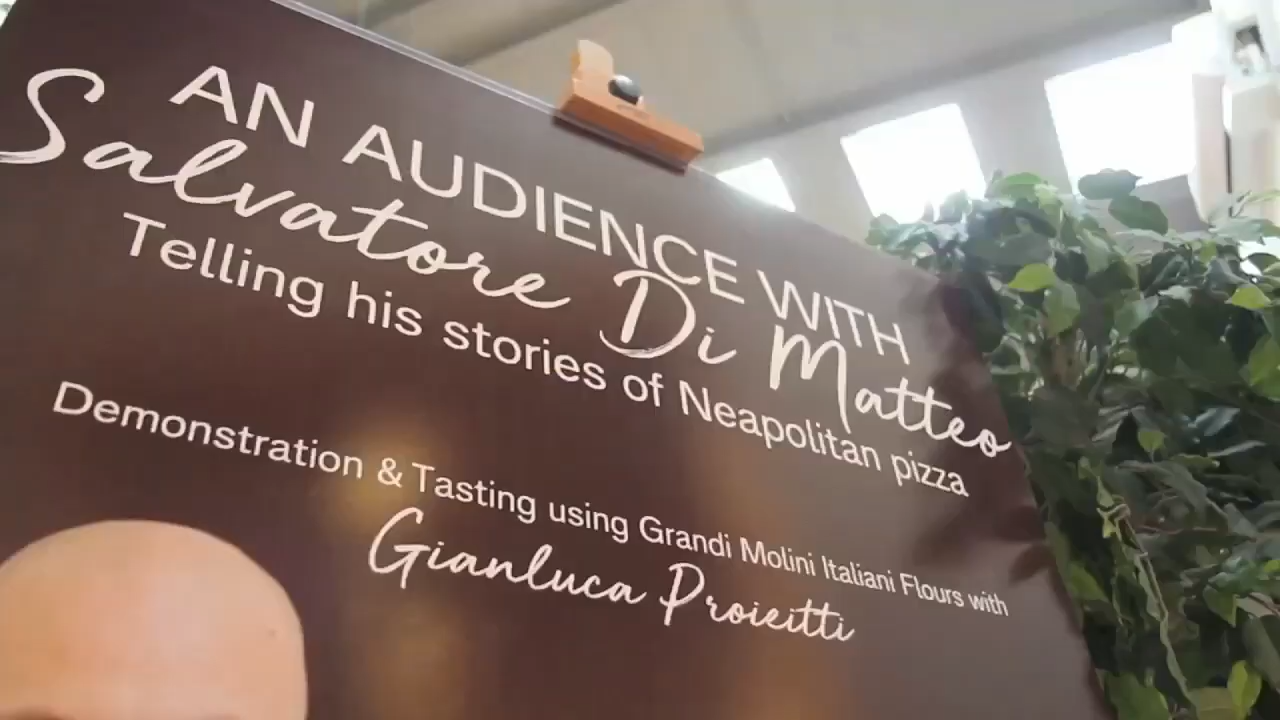 AN AUDIENCE WITH
Salvatore Di Matteo
Telling his stories of Neapolitan pizza
Demonstration & Tasting using Grandi Molini Italiani Flours with
Gianluca Proieitti